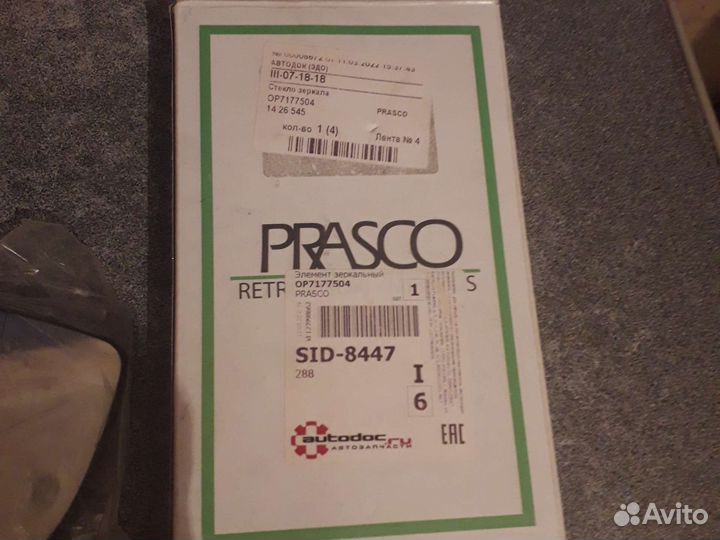 АВТОДОК (ЭДО)
III-07-18-18
Стекло зеркала
OP7177504
14 26 545
PRASCO
кол-во 1 (4)
Лента № 4
PRASCO
RETR
S
Элемент зеркальный
OP7177504
PRASCO
1
SID-8447
288
I
6
autodoc.ru
АВТОЗАПЧАСТИ
EAC
Avito